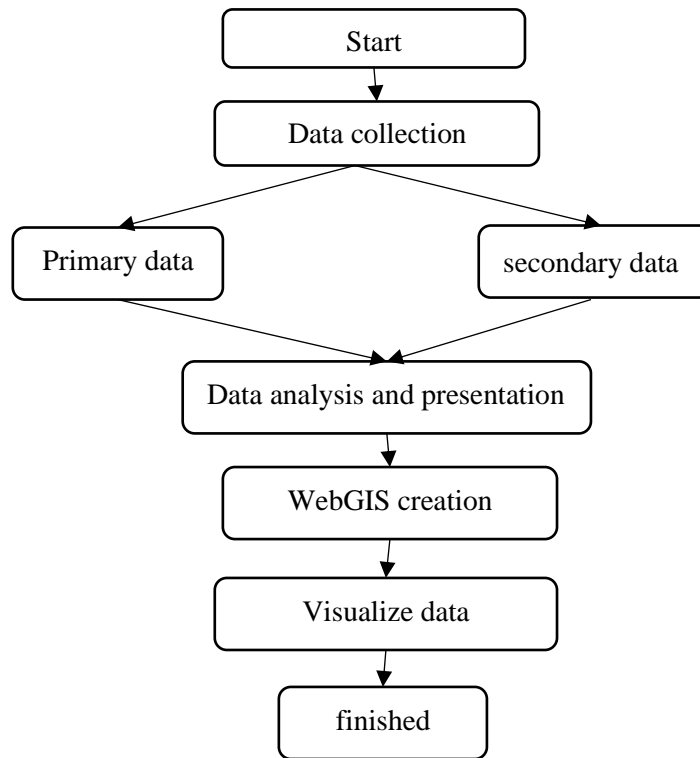 Start
Data collection
Primary data
secondary data
Data analysis and presentation
WebGIS creation
Visualize data
finished